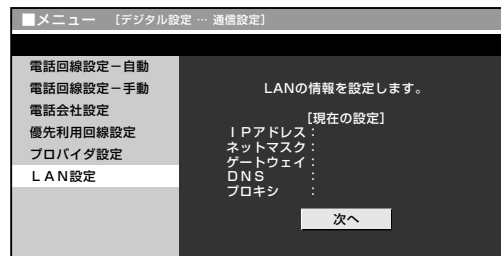 ■メニュー [デジタル設定 … 通信設定]
電話回線設定－自動
電話回線設定－手動
電話会社設定
優先利用回線設定
プロバイダ設定
ＬＡＮ設定
LANの情報を設定します。
[現在の設定]
ＩＰアドレス：
ネットマスク：
ゲートウェイ：
ＤＮＳ　　　：
プロキシ　　：
次へ